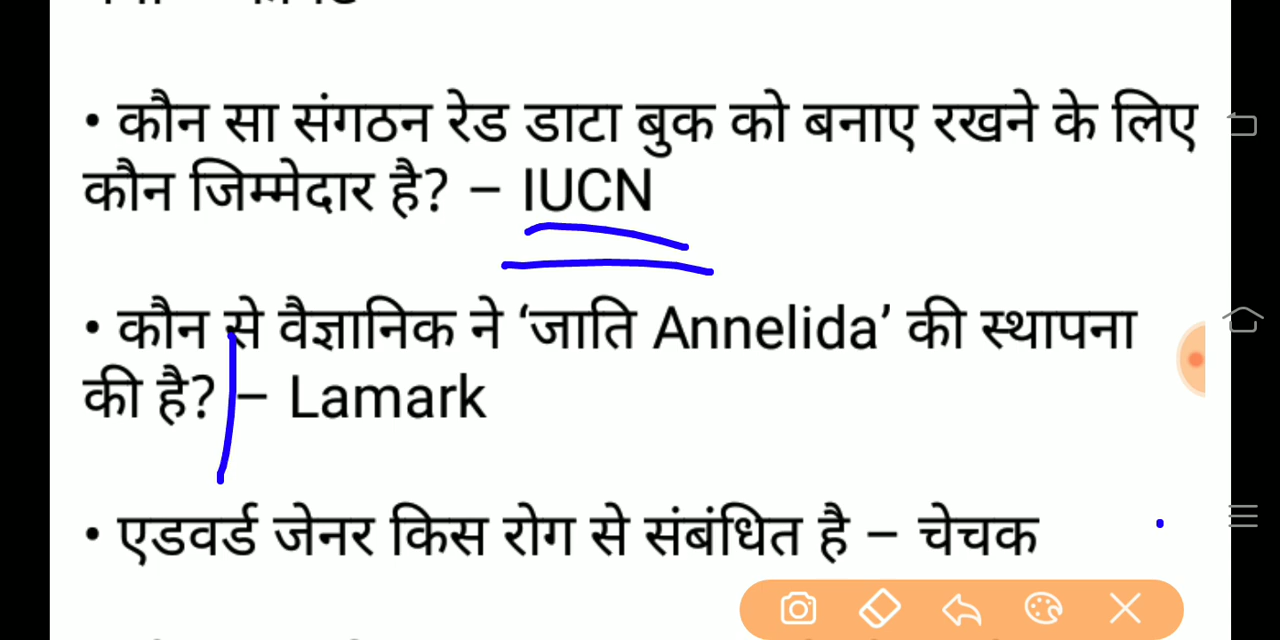 • कौन सा संगठन रेड डाटा बुक को बनाए रखने के लिए
कौन जिम्मेदार है? – IUCN
• कौन से वैज्ञानिक ने ‘जाति Annelida’ की स्थापना
की है? – Lamark
• एडवर्ड जेनर किस रोग से संबंधित है – चेचक